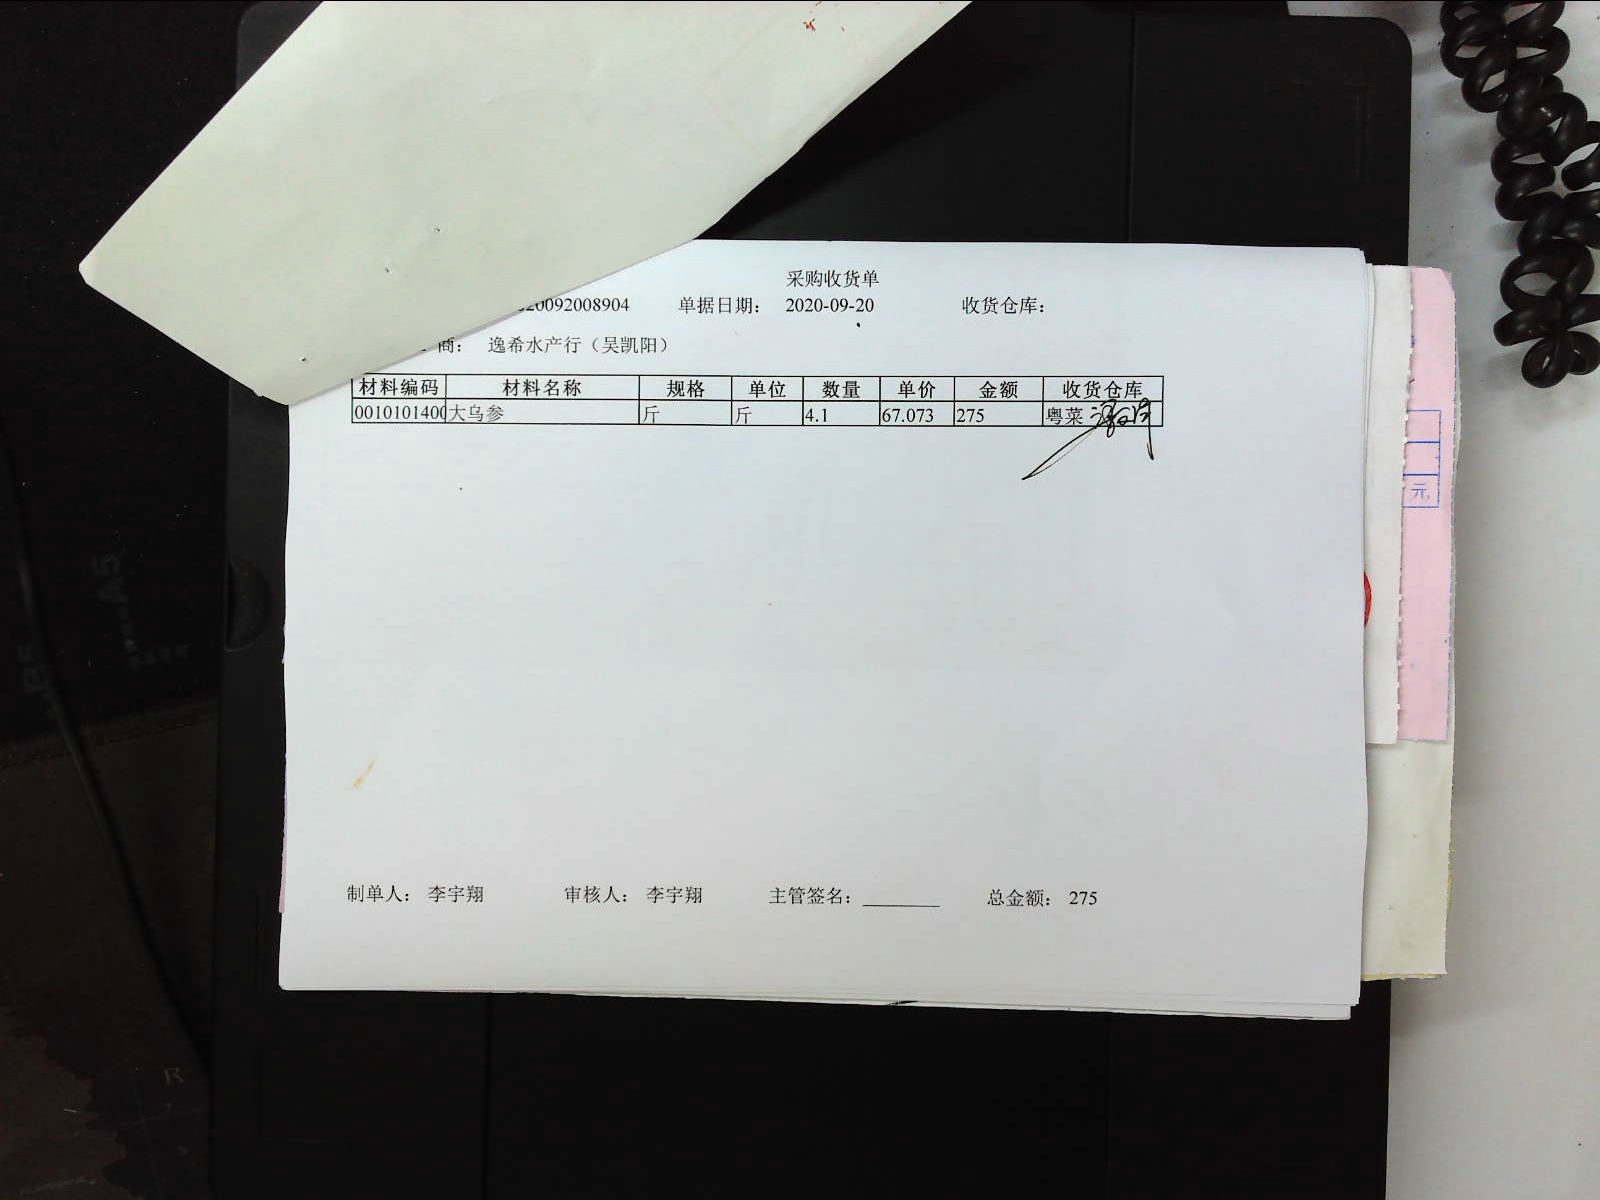 采购收货单
20092008904 单据日期： 2020-09-20 收货仓库：
商： 逸希水产行（吴凯阳）
材料编码 材料名称 规格 单位 数量 单价 金额 收货仓库
0010101400 大乌参 斤 斤 4.1 67.073 275 粤菜
元
制单人： 李宇翔 审核人： 李宇翔 主管签名：________ 总金额： 275